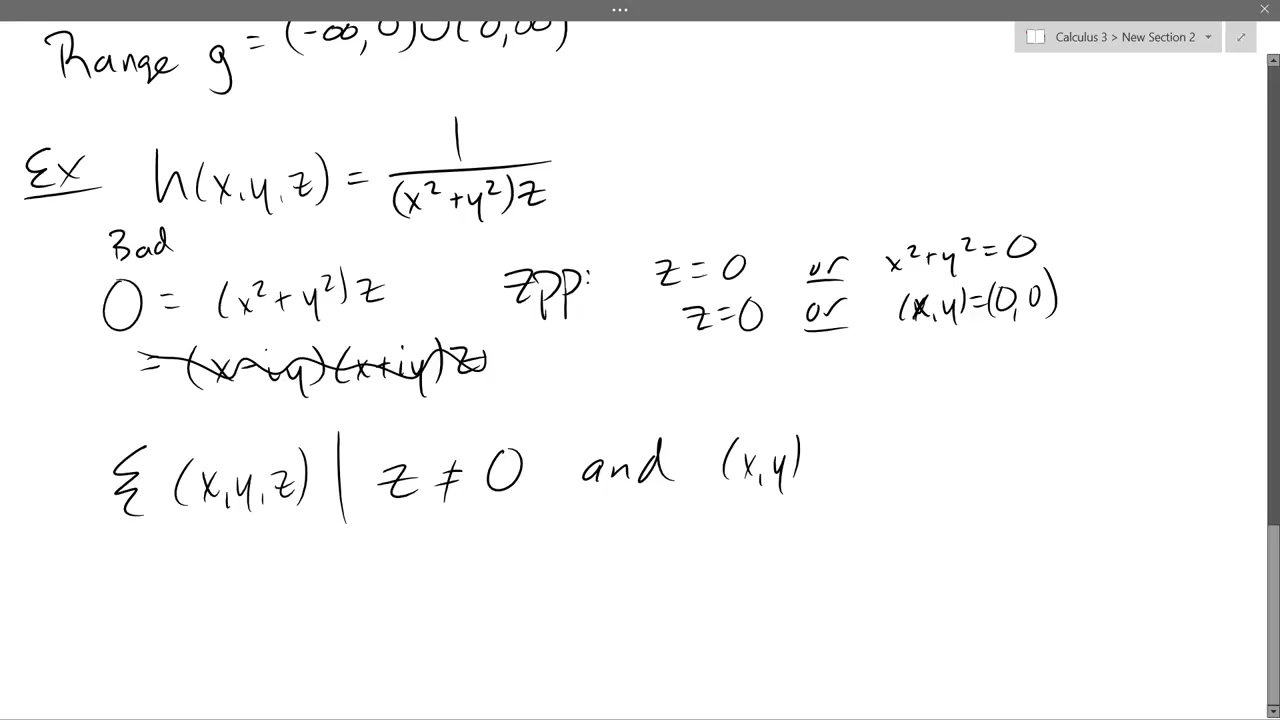 Calculus 3 > New Section 2
Range g = (-∞, 0)∪(0, ∞)
Ex h(x,y,z) = 1/((x²+y²)z)
Bad
0 = (x²+y²)z zpp: z=0 or x²+y²=0
z=0 or (x,y)=(0,0)
=(x-iy)(x+iy)z
{ (x,y,z) | z ≠ 0 and (x,y)